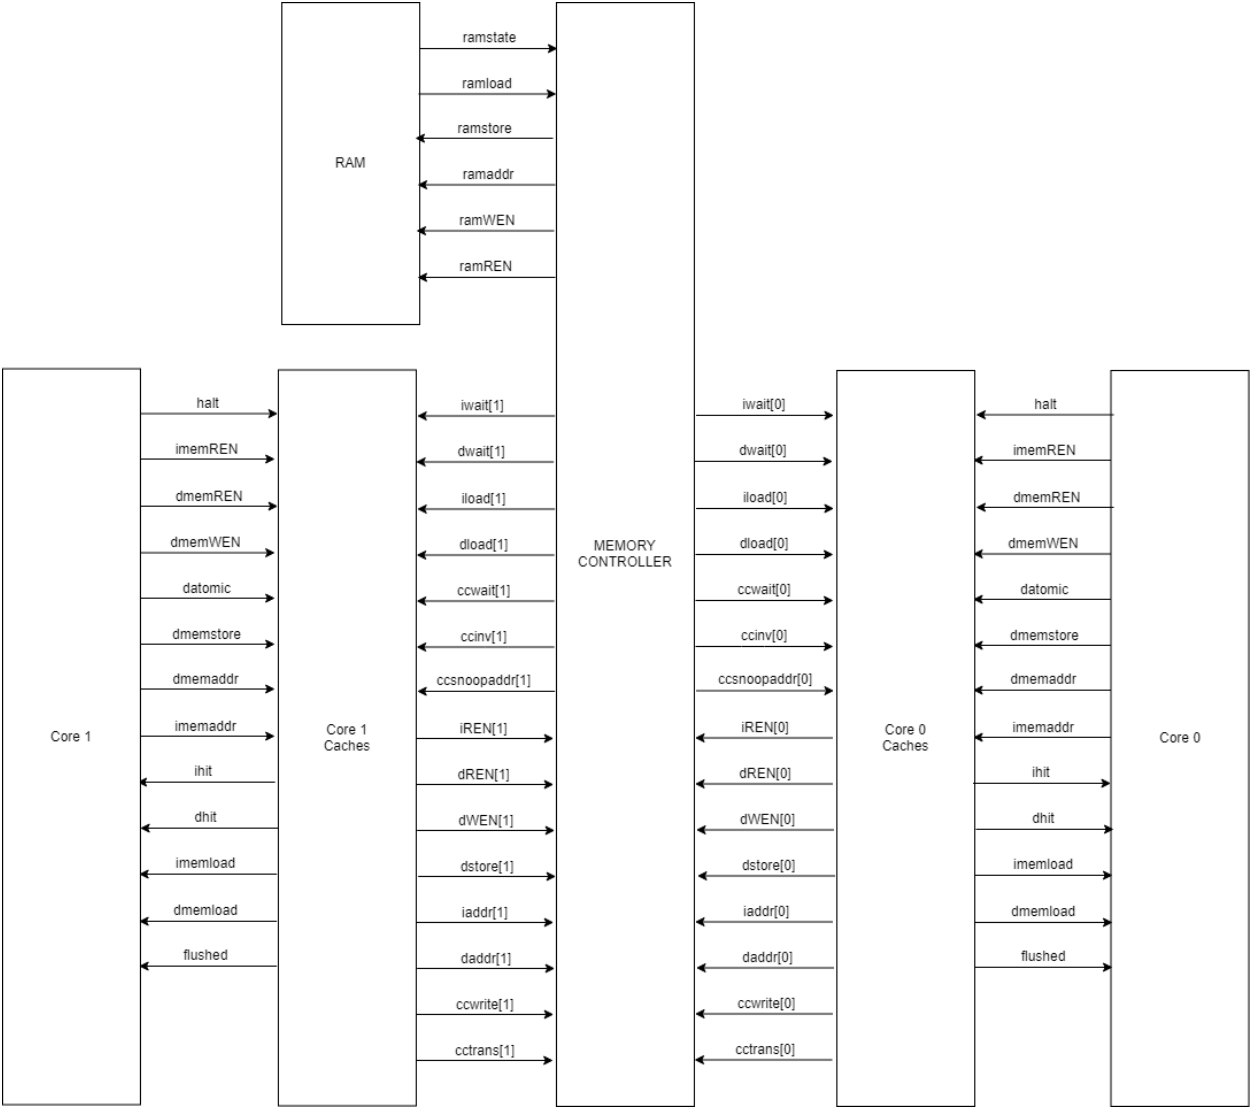 ramstate
ramload
ramstore
RAM
ramaddr
ramWEN
ramREN
halt
imemREN
dmemREN
dmemWEN
datomic
dmemstore
dmemaddr
imemaddr
Core 1
ihit
dhit
imemload
dmemload
flushed
Core 1
Caches
iwait[1]
dwait[1]
iload[1]
dload[1]
ccwait[1]
ccinv[1]
ccsnoopaddr[1]
iREN[1]
dREN[1]
dWEN[1]
dstore[1]
iaddr[1]
daddr[1]
ccwrite[1]
cctrans[1]
MEMORY
CONTROLLER
iwait[0]
dwait[0]
iload[0]
dload[0]
ccwait[0]
ccinv[0]
ccsnoopaddr[0]
iREN[0]
dREN[0]
dWEN[0]
dstore[0]
iaddr[0]
daddr[0]
ccwrite[0]
cctrans[0]
Core 0
Caches
halt
imemREN
dmemREN
dmemWEN
datomic
dmemstore
dmemaddr
imemaddr
ihit
dhit
imemload
dmemload
flushed
Core 0